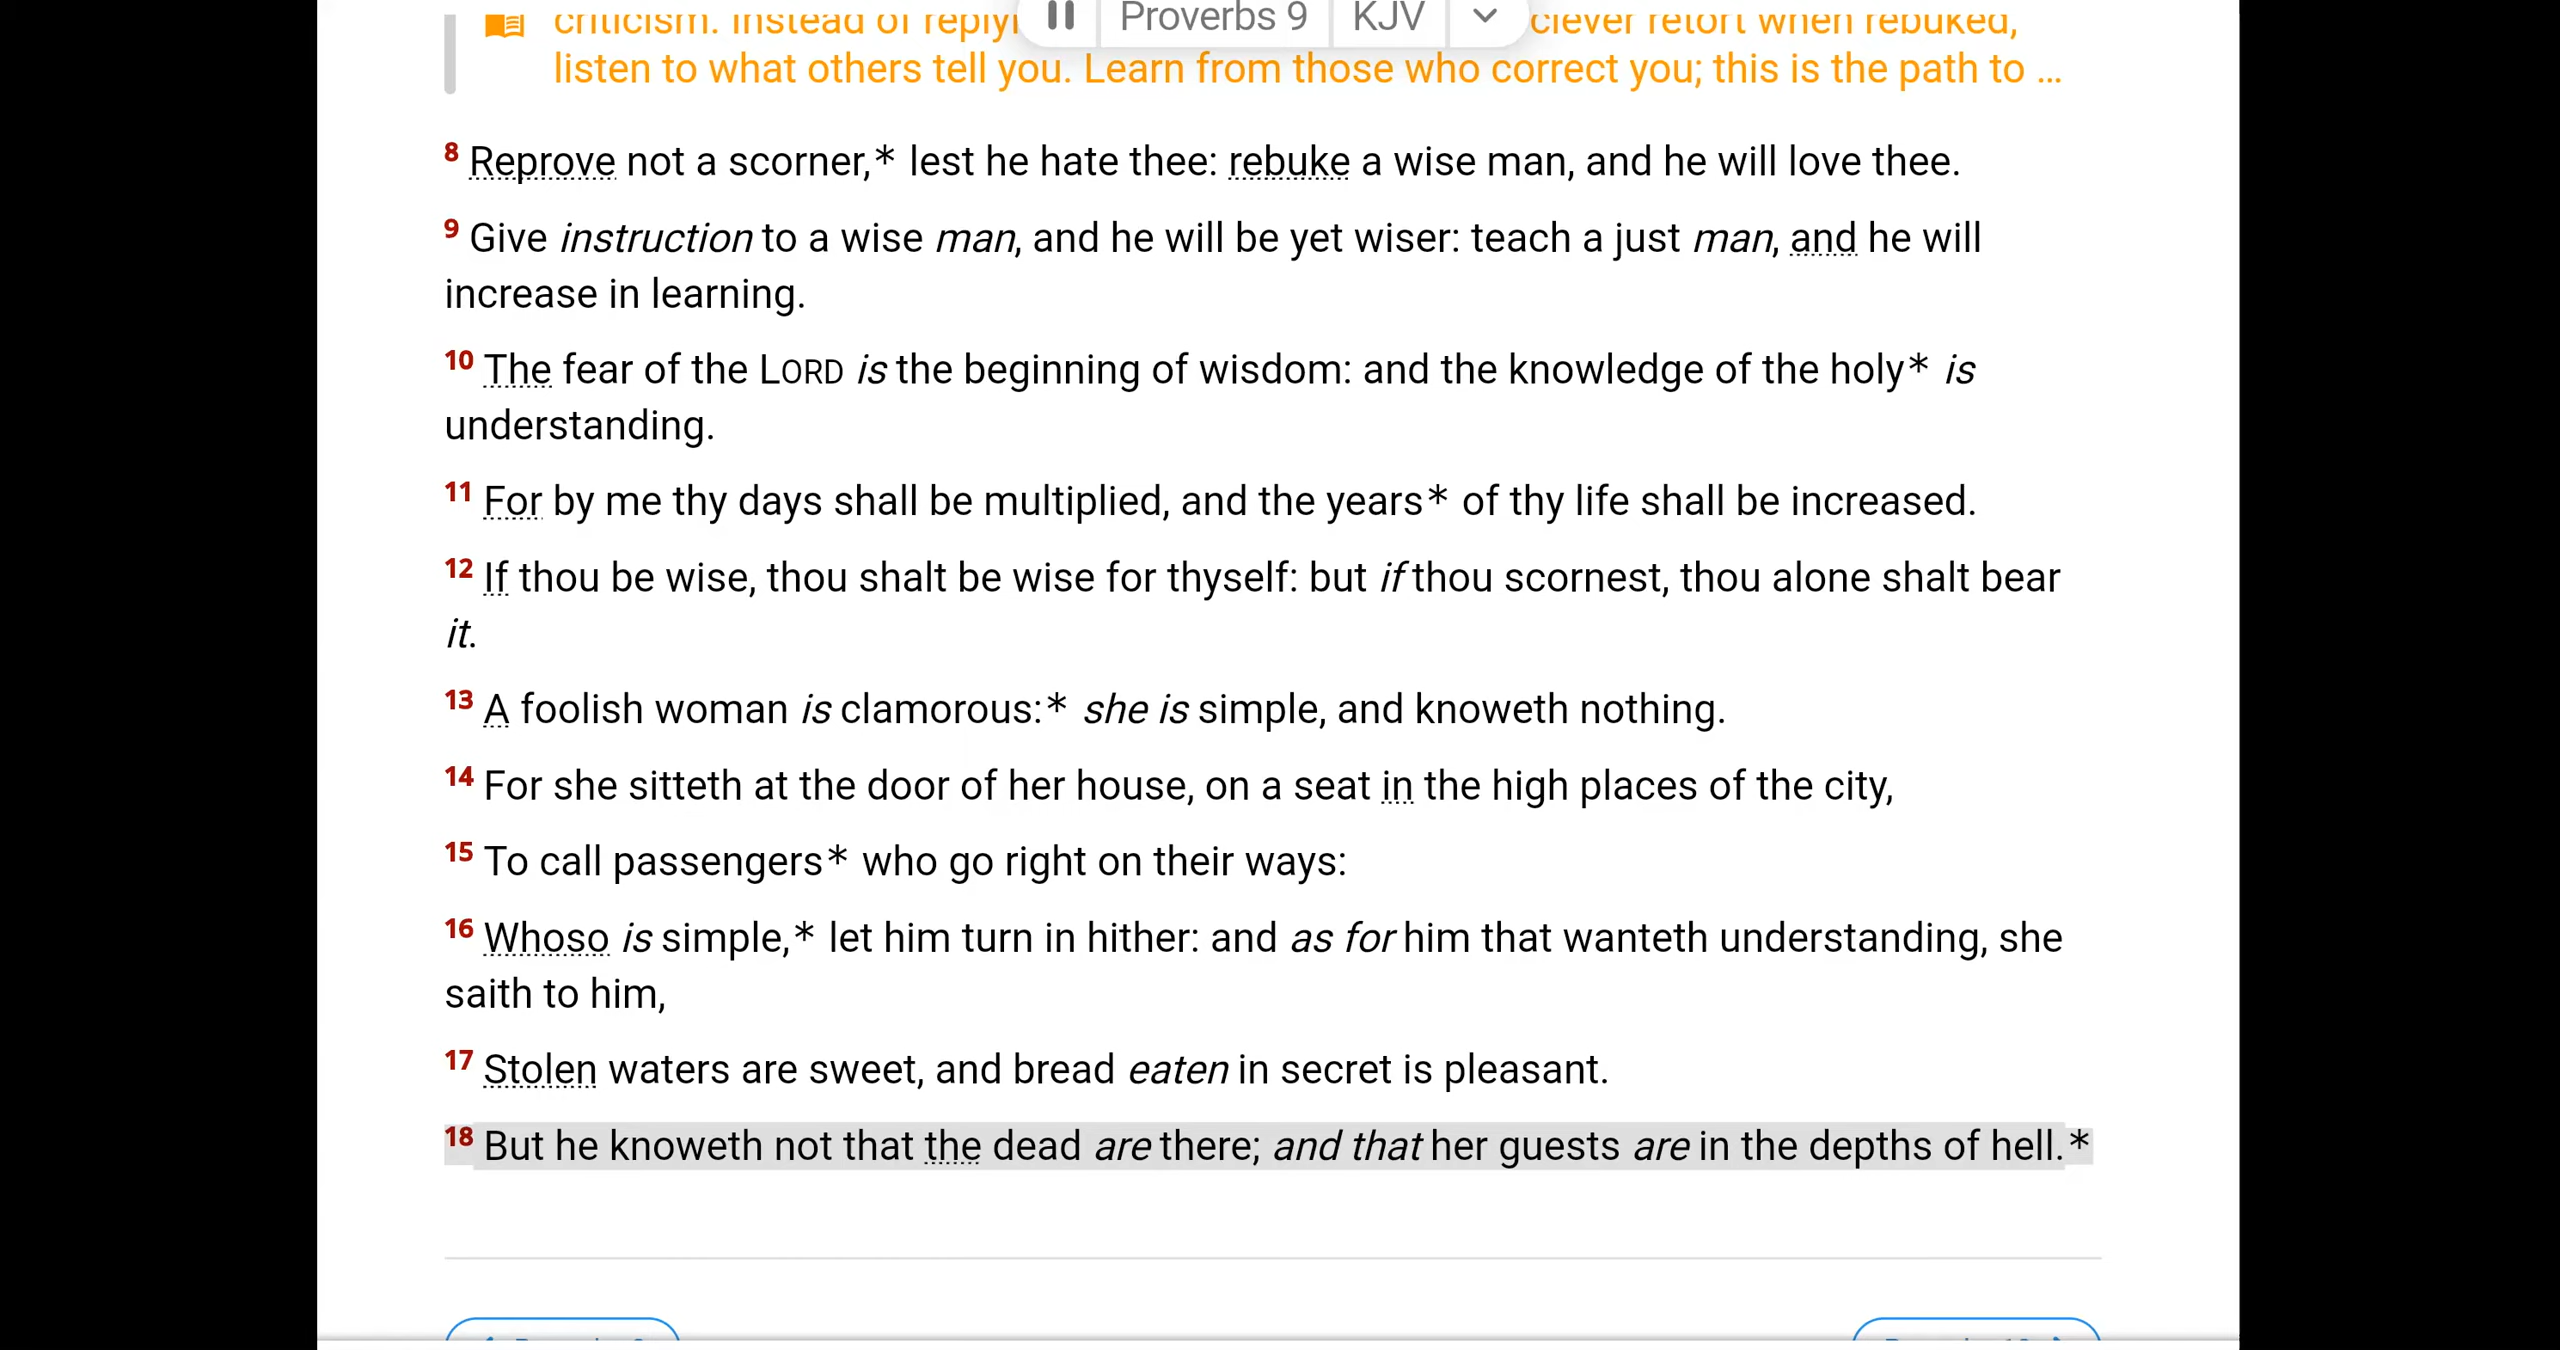 Proverbs 9 KJV
criticism. Instead of clever retort when rebuked,
listen to what others tell you. Learn from those who correct you; this is the path to ...
8 Reprove not a scorner,* lest he hate thee: rebuke a wise man, and he will love thee.
9 Give instruction to a wise man, and he will be yet wiser: teach a just man, and he will
increase in learning.
10 The fear of the LORD is the beginning of wisdom: and the knowledge of the holy* is
understanding.
11 For by me thy days shall be multiplied, and the years* of thy life shall be increased.
12 If thou be wise, thou shalt be wise for thyself: but if thou scornest, thou alone shalt bear
it.
13 A foolish woman is clamorous:* she is simple, and knoweth nothing.
14 For she sitteth at the door of her house, on a seat in the high places of the city,
15 To call passengers* who go right on their ways:
16 Whoso is simple,* let him turn in hither: and as for him that wanteth understanding, she
saith to him,
17 Stolen waters are sweet, and bread eaten in secret is pleasant.
18 But he knoweth not that the dead are there; and that her guests are in the depths of hell.*